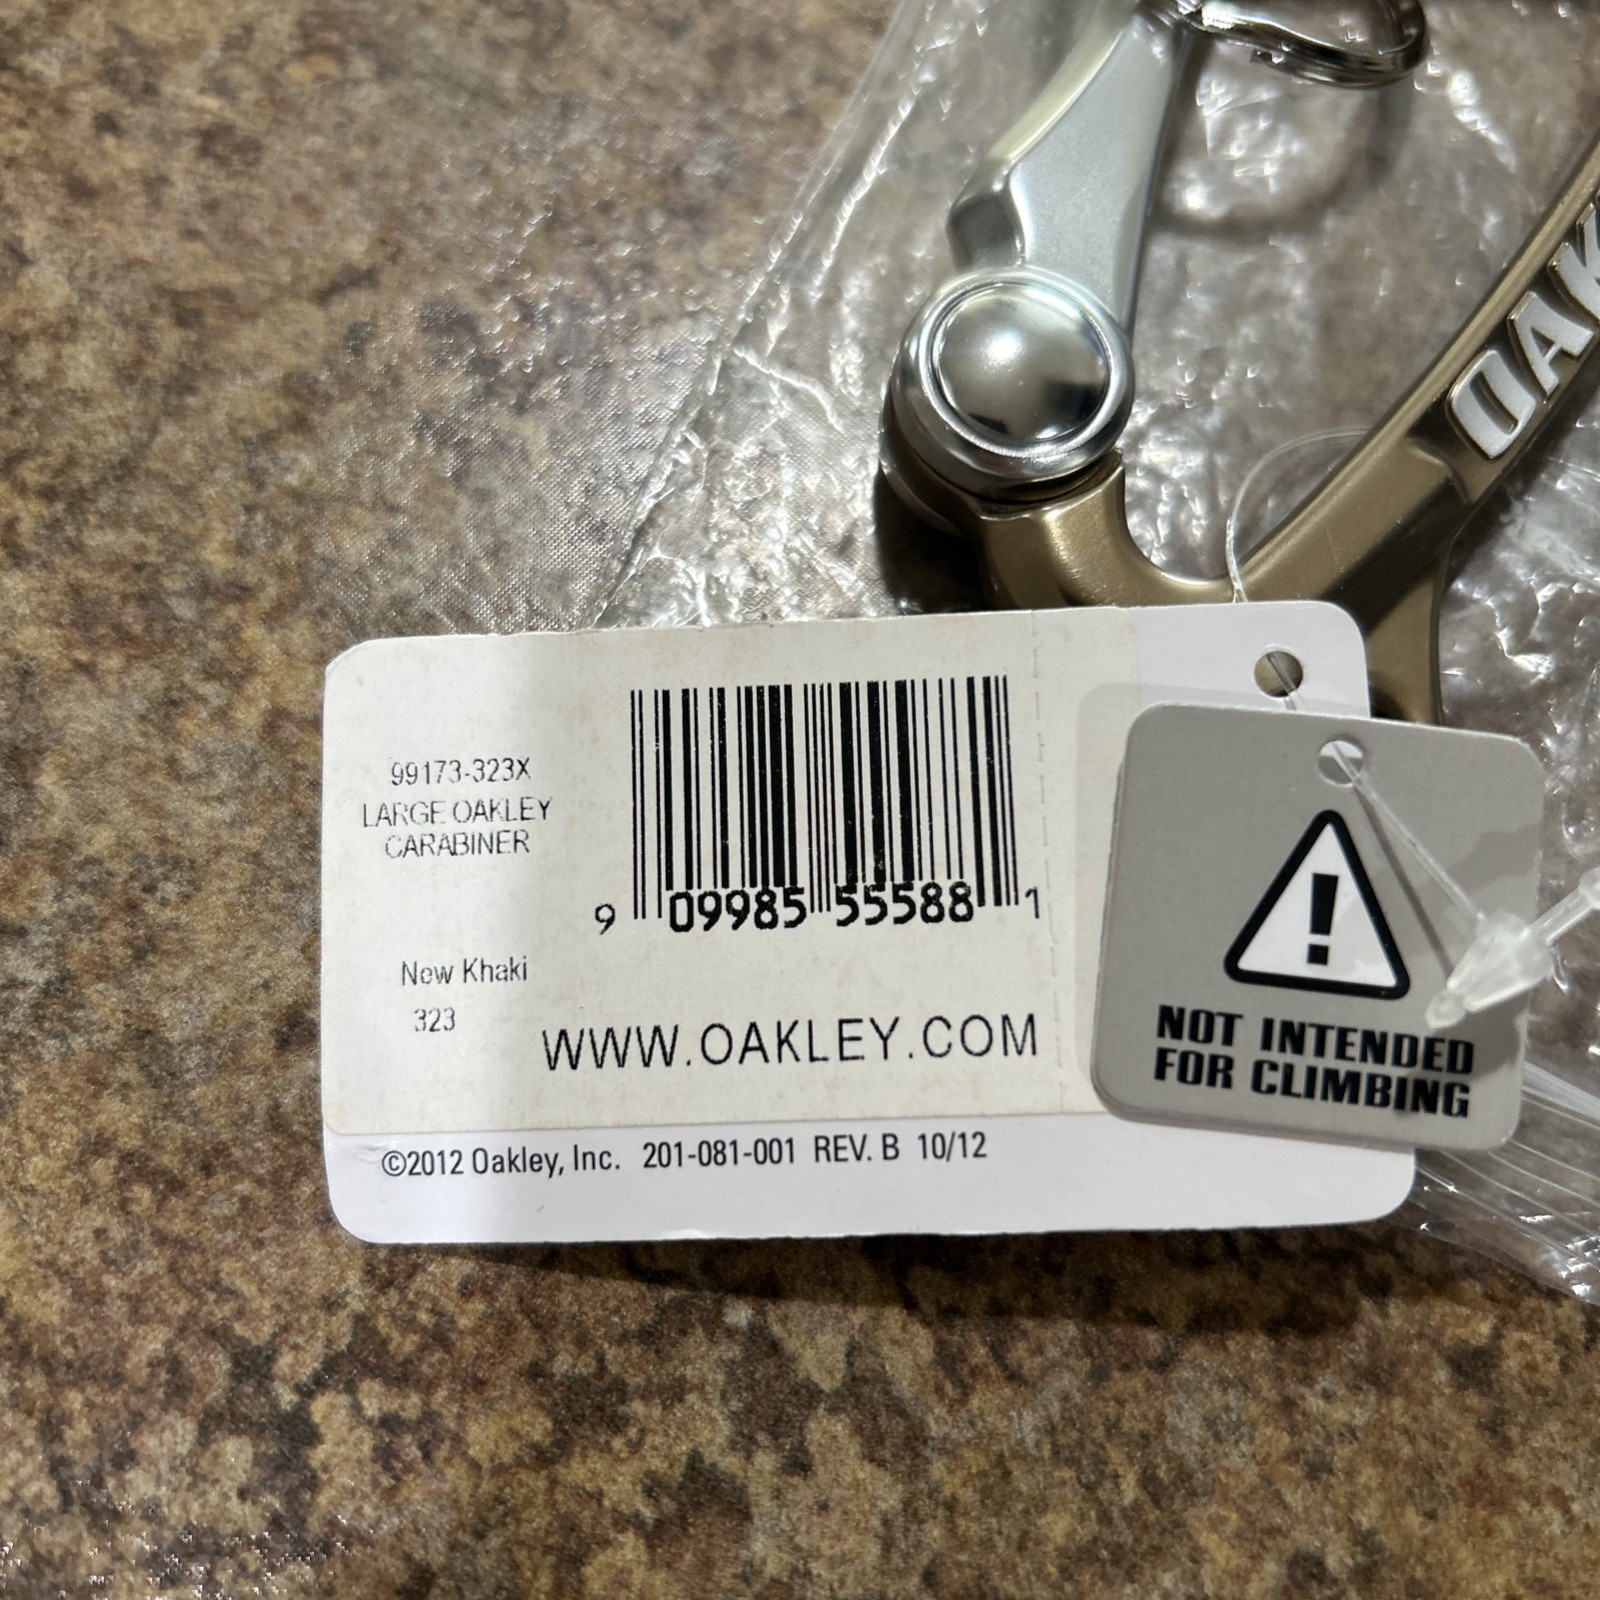 OAK
99173-323X
LARGE OAKLEY
CARABINER
9 09985 55588 1
New Khaki
323
WWW.OAKLEY.COM
©2012 Oakley, Inc. 201-081-001 REV. B 10/12
!
NOT INTENDED
FOR CLIMBING